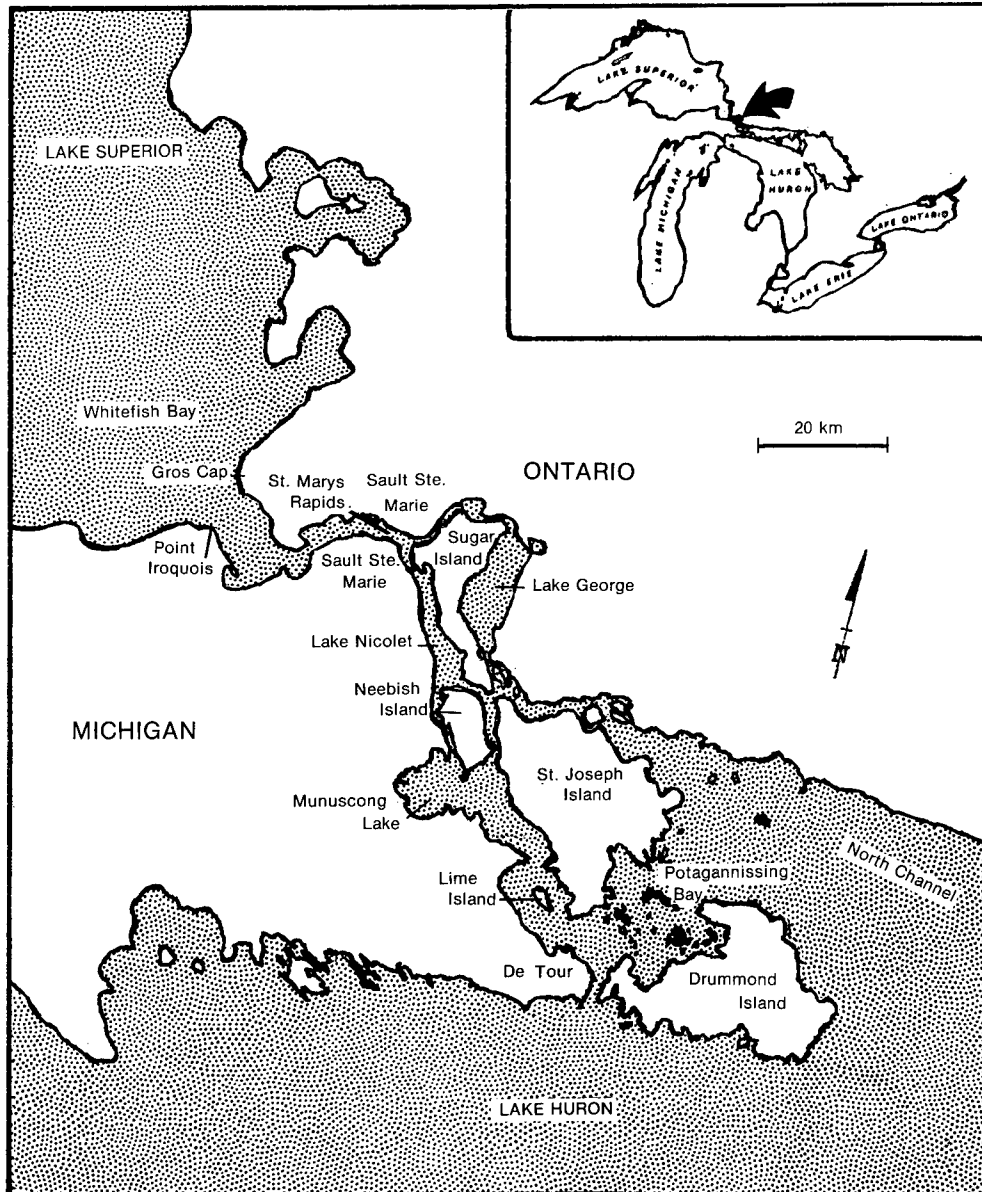 LAKE SUPERIOR
LAKE SUPERIOR
LAKE MICHIGAN
LAKE
HURON
LAKE ONTARIO
LAKE ERIE
Whitefish Bay
20 km
Gros Cap
St. Marys
Rapids
Sault Ste.
Marie
ONTARIO
Point
Iroquois
Sault Ste.
Marie
Sugar
Island
Lake George
Lake Nicolet
N
Neebish
Island
MICHIGAN
St. Joseph
Island
Munuscong
Lake
North Channel
Lime
Island
Potagannissing
Bay
De Tour
Drummond
Island
LAKE HURON